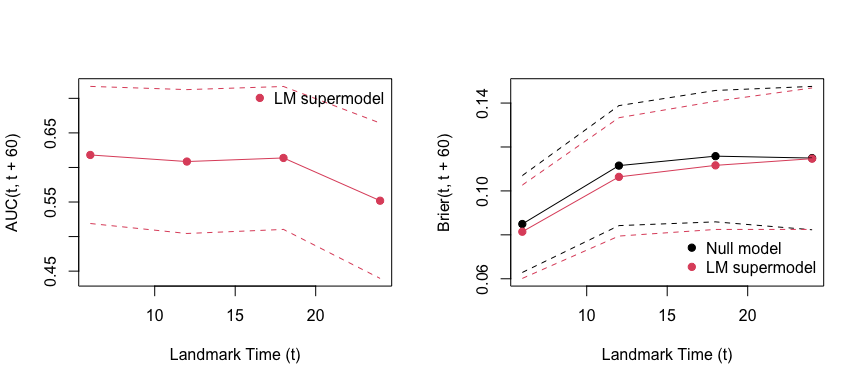 AUC(t, t + 60)
0.45
0.55
0.65
LM supermodel
10
15
20
Landmark Time (t)
Brier(t, t + 60)
0.06
0.10
0.14
Null model
LM supermodel
10
15
20
Landmark Time (t)